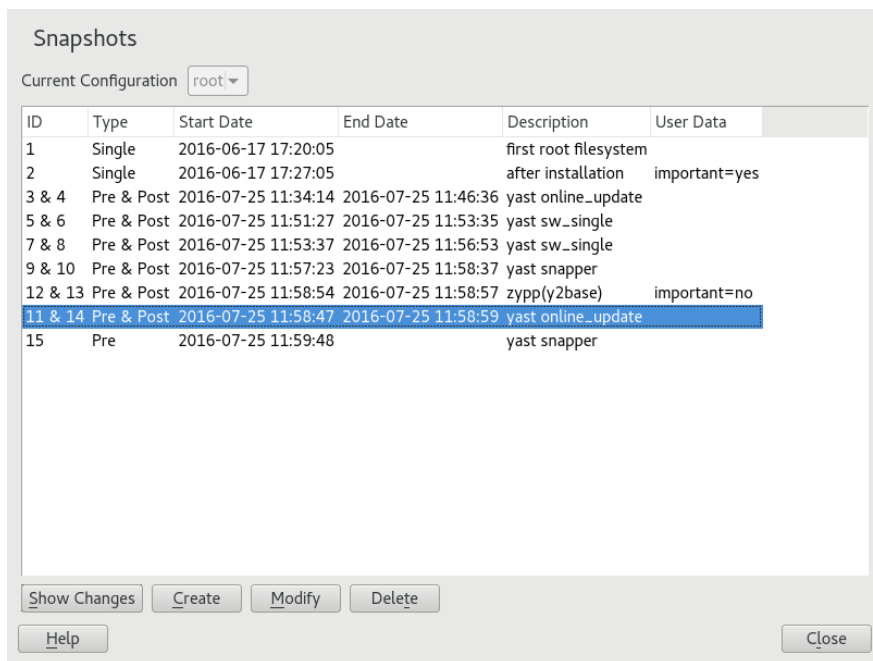 Snapshots
Current Configuration root
ID Type Start Date End Date Description User Data
1 Single 2016-06-17 17:20:05 first root filesystem
2 Single 2016-06-17 17:27:05 after installation important=yes
3 & 4 Pre & Post 2016-07-25 11:34:14 2016-07-25 11:46:36 yast online_update
5 & 6 Pre & Post 2016-07-25 11:51:27 2016-07-25 11:53:35 yast sw_single
7 & 8 Pre & Post 2016-07-25 11:53:37 2016-07-25 11:56:53 yast sw_single
9 & 10 Pre & Post 2016-07-25 11:57:23 2016-07-25 11:58:37 yast snapper
12 & 13 Pre & Post 2016-07-25 11:58:54 2016-07-25 11:58:57 zypp(y2base) important=no
11 & 14 Pre & Post 2016-07-25 11:58:47 2016-07-25 11:58:59 yast online_update
15 Pre 2016-07-25 11:59:48 yast snapper
Show Changes Create Modify Delete
Help Close